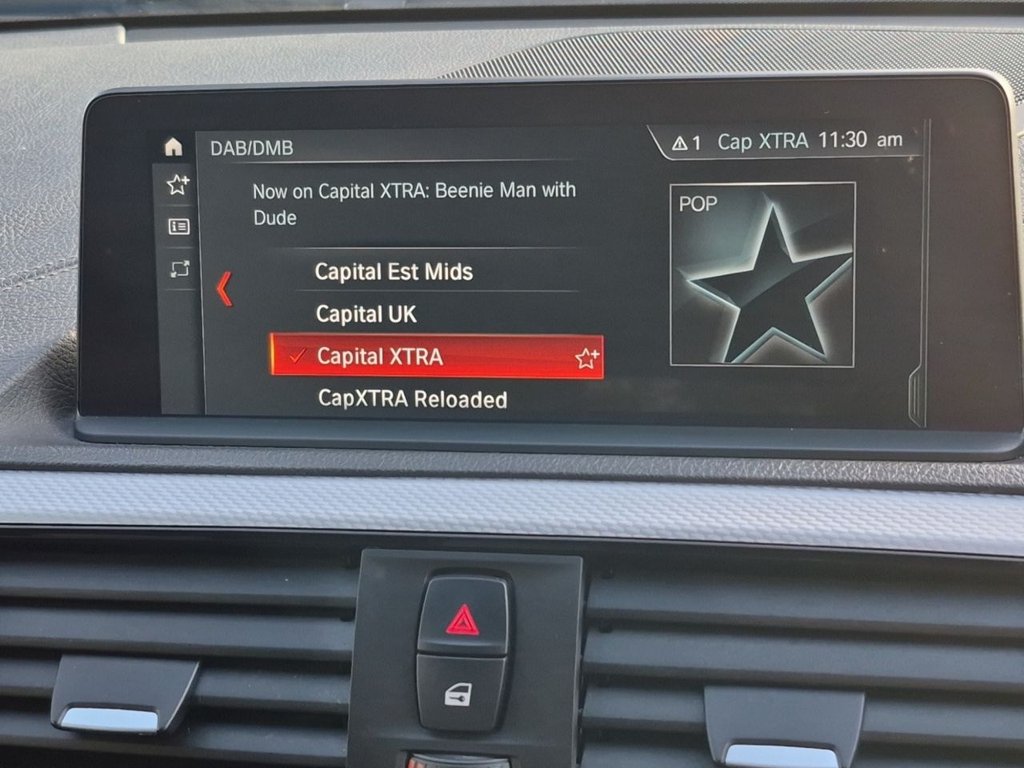 DAB/DMB
1 Cap XTRA 11:30 am
Now on Capital XTRA: Beenie Man with
Dude
POP
Capital Est Mids
Capital UK
Capital XTRA
CapXTRA Reloaded